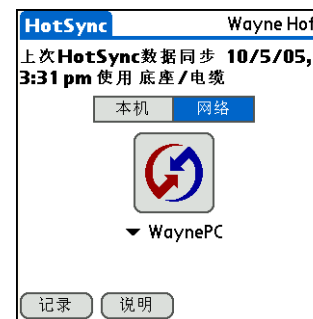 HotSync Wayne Hof
上次HotSync数据同步 10/5/05,
3:31 pm 使用 底座/电缆
本机 网络
WaynePC
记录 说明